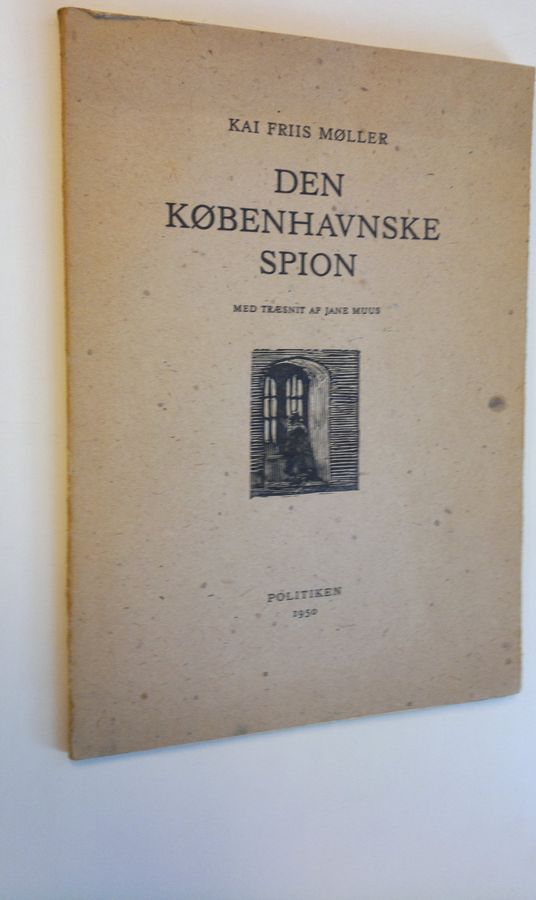 KAI FRIIS MØLLER
DEN
KØBENHAVNSKE
SPION
MED TRÆSNIT AF JANE MUUS
POLITIKEN
1950